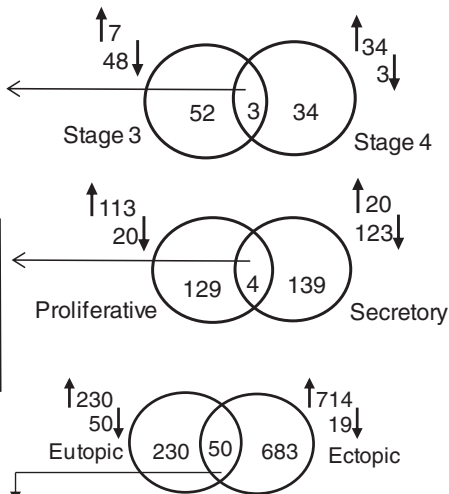 ↑7
48↓
↑34
3↓
52 3 34
Stage 3
Stage 4
↑113
20↓
↑20
123↓
129 4 139
Proliferative
Secretory
↑230
50↓
↑714
19↓
Eutopic 230 50 683 Ectopic